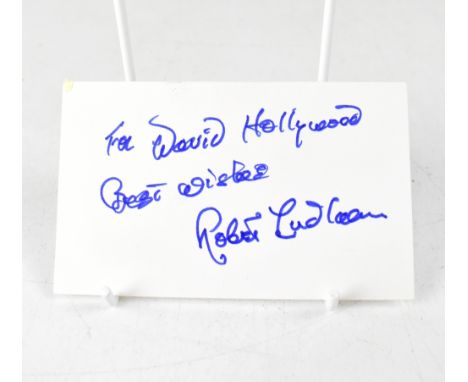 For David Hollywood
Best wishes
Robert Ludlum